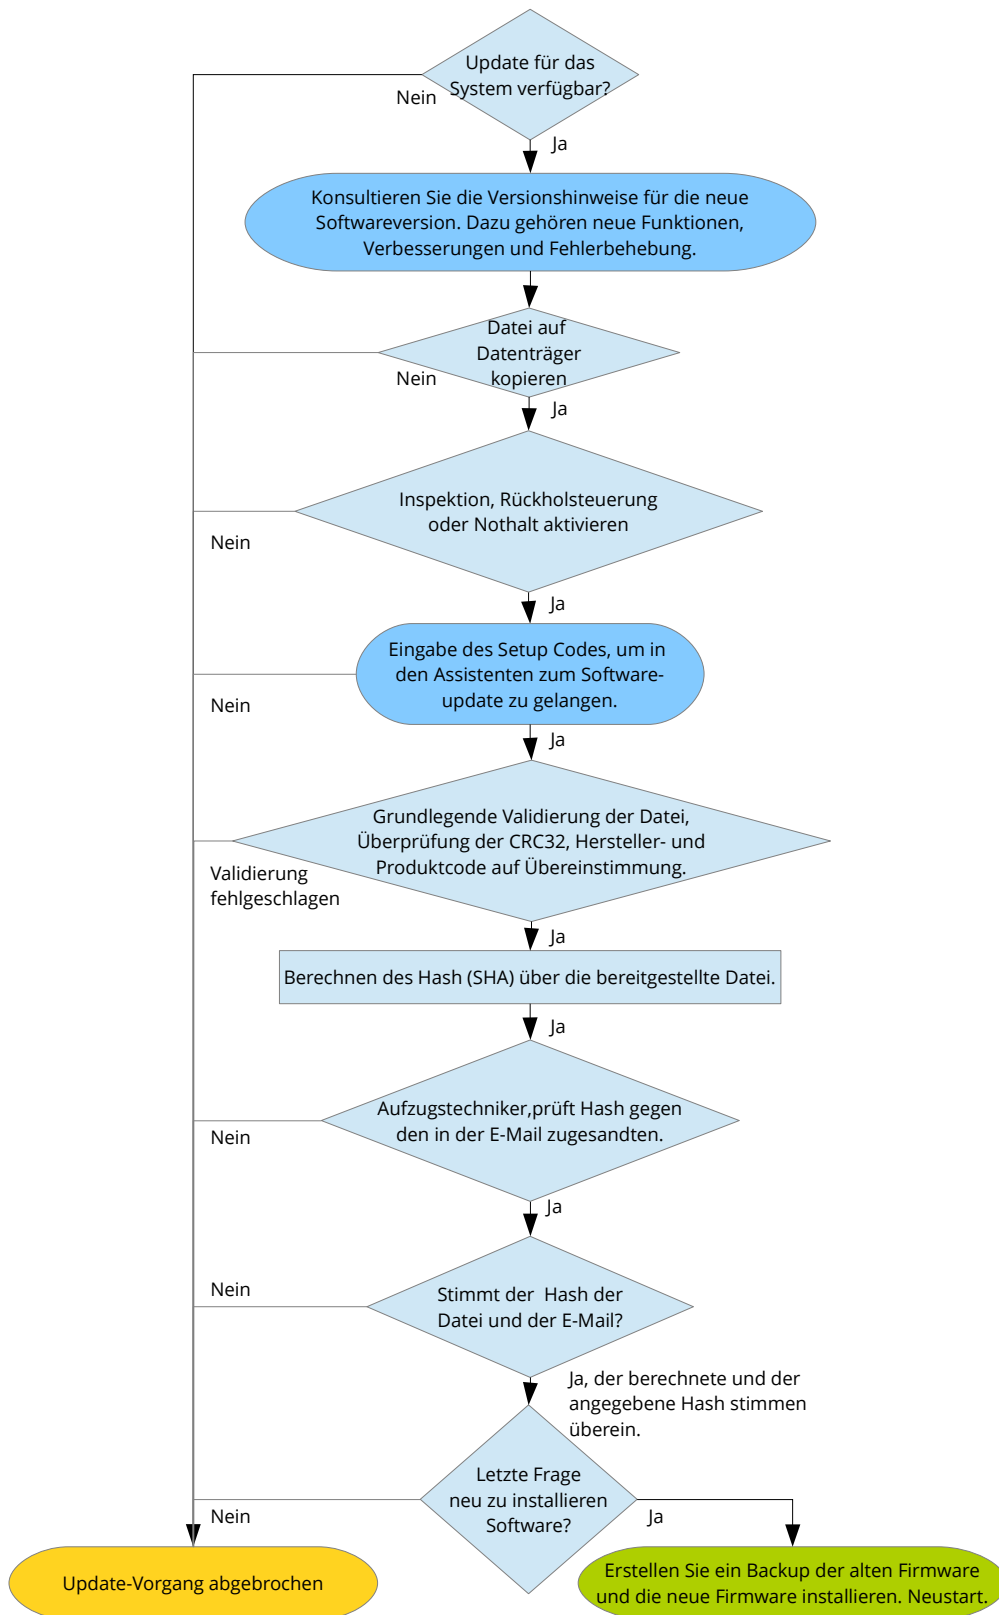 Update für das
System verfügbar?
Nein
Ja
Konsultieren Sie die Versionshinweise für die neue
Softwareversion. Dazu gehören neue Funktionen,
Verbesserungen und Fehlerbehebung.
Datei auf
Datenträger
kopieren
Nein
Ja
Inspektion, Rückholsteuerung
oder Nothalt aktivieren
Nein
Ja
Eingabe des Setup Codes, um in
den Assistenten zum Software-
update zu gelangen.
Nein
Ja
Grundlegende Validierung der Datei,
Überprüfung der CRC32, Hersteller- und
Produktcode auf Übereinstimmung.
Validierung
fehlgeschlagen
Ja
Berechnen des Hash (SHA) über die bereitgestellte Datei.
Ja
Aufzugstechniker,prüft Hash gegen
den in der E-Mail zugesandten.
Nein
Ja
Stimmt der  Hash der
Datei und der E-Mail?
Nein
Ja, der berechnete und der
angegebene Hash stimmen
überein.
Letzte Frage
neu zu installieren
Software?
Nein
Ja
Update-Vorgang abgebrochen
Erstellen Sie ein Backup der alten Firmware
und die neue Firmware installieren. Neustart.